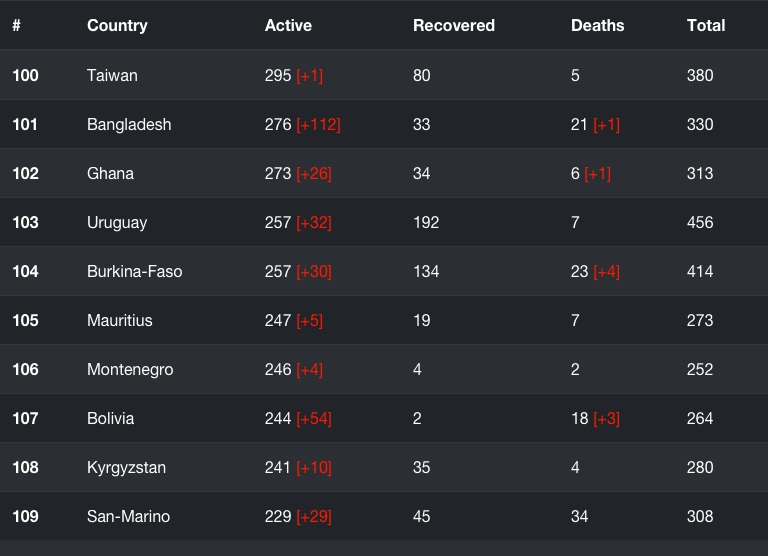 # Country Active Recovered Deaths Total
100 Taiwan 295 [+1] 80 5 380
101 Bangladesh 276 [+112] 33 21 [+1] 330
102 Ghana 273 [+26] 34 6 [+1] 313
103 Uruguay 257 [+32] 192 7 456
104 Burkina-Faso 257 [+30] 134 23 [+4] 414
105 Mauritius 247 [+5] 19 7 273
106 Montenegro 246 [+4] 4 2 252
107 Bolivia 244 [+54] 2 18 [+3] 264
108 Kyrgyzstan 241 [+10] 35 4 280
109 San-Marino 229 [+29] 45 34 308